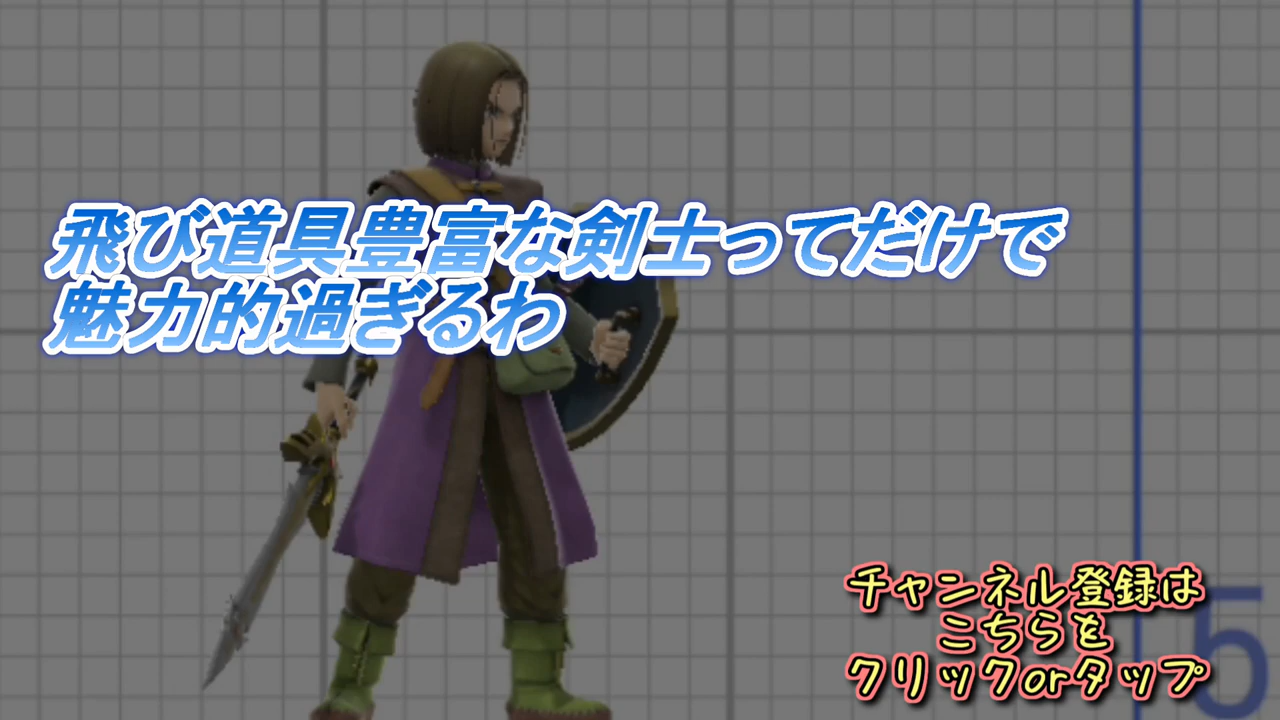 飛び道具豊富な剣士ってだけで
魅力的過ぎるわ
チャンネル登録は
こちらを
クリックorタップ
5